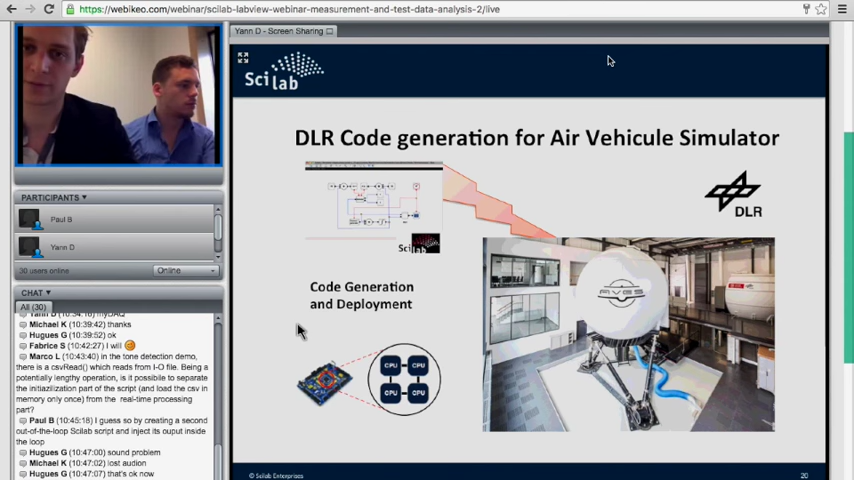 https://webikeo.com/webinar/scilab-labview-webinar-measurement-and-test-data-analysis-2/live
Yann D - Screen Sharing
Scilab
DLR Code generation for Air Vehicule Simulator
DLR
Scilab
AVES
Code Generation
and Deployment
CPU CPU
CPU CPU
© Scilab Enterprises
20
PARTICIPANTS
Paul B
Yann D
30 users online
Online
CHAT
All (30)
Yann D (10:34:16) myDAQ
Michael K (10:39:42) thanks
Hugues G (10:39:52) ok
Fabrice S (10:42:27) I will
Marco L (10:43:40) in the tone detection demo,
there is a csvRead() which reads from I-O file. Being a
potentially lengthy operation, is it possible to separate
the initiazlization part of the script (and load the csv in
memory only once) from the real-time processing
part?
Paul B (10:45:18) I guess so by creating a second
out-of-the-loop Scilab script and inject its ouput inside
the loop
Hugues G (10:47:00) sound problem
Michael K (10:47:02) lost audion
Hugues G (10:47:07) that's ok now